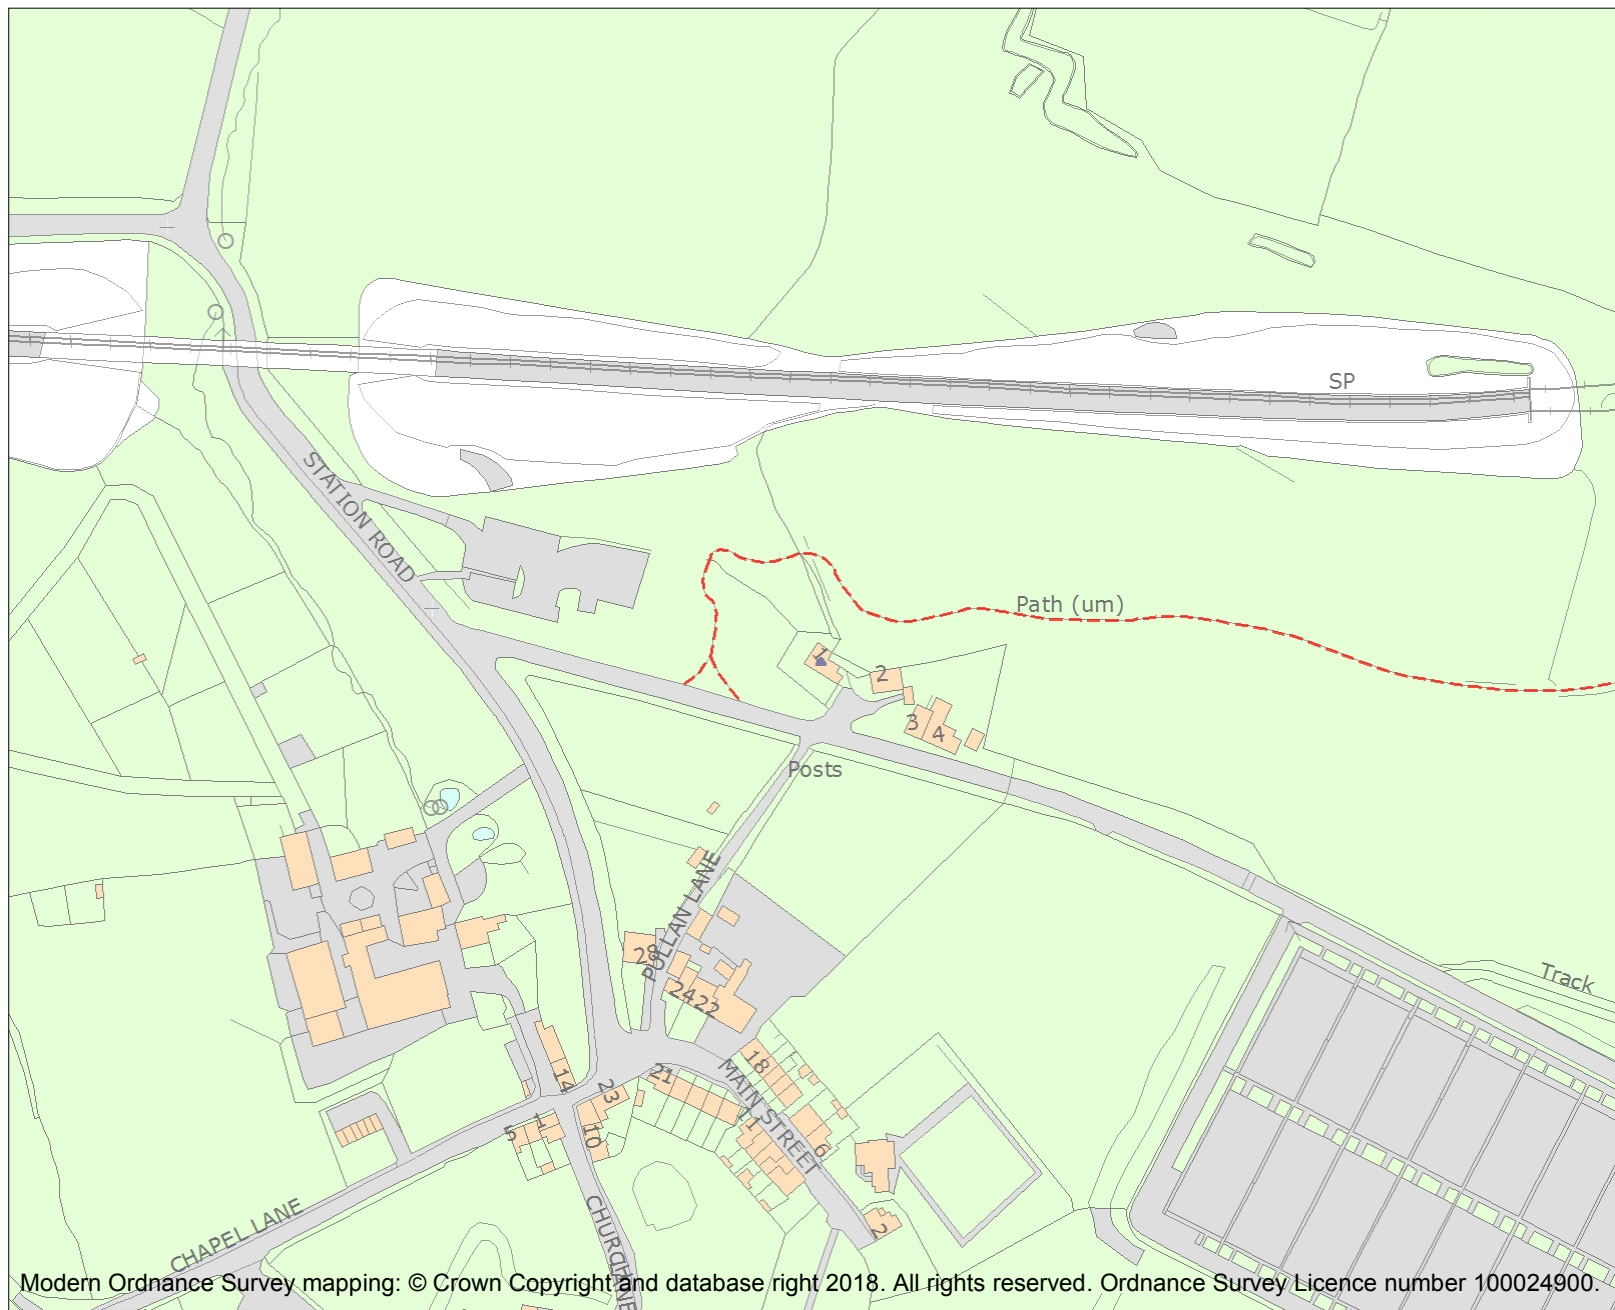 SP
STATION ROAD
Path (um)
1
2
3
4
Posts
PULLAN LANE
28
24
22
Track
18
21
MAIN STREET
14
23
11
1
5
10
6
CHAPEL LANE
2
CHURCH LANE
Modern Ordnance Survey mapping: © Crown Copyright and database right 2018. All rights reserved. Ordnance Survey Licence number 100024900.